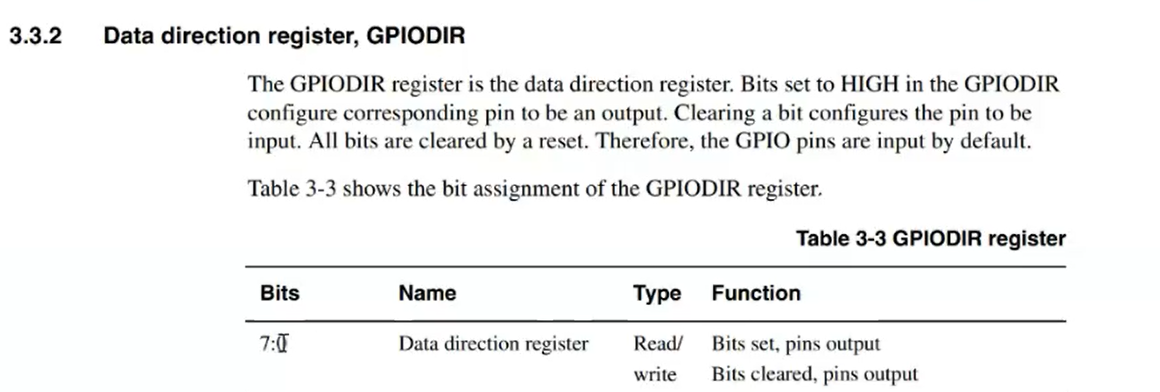 3.3.2 Data direction register, GPIODIR
The GPIODIR register is the data direction register. Bits set to HIGH in the GPIODIR
configure corresponding pin to be an output. Clearing a bit configures the pin to be
input. All bits are cleared by a reset. Therefore, the GPIO pins are input by default.
Table 3-3 shows the bit assignment of the GPIODIR register.
Table 3-3 GPIODIR register
Bits Name Type Function
7:0 Data direction register Read/ Bits set, pins output
write Bits cleared, pins output